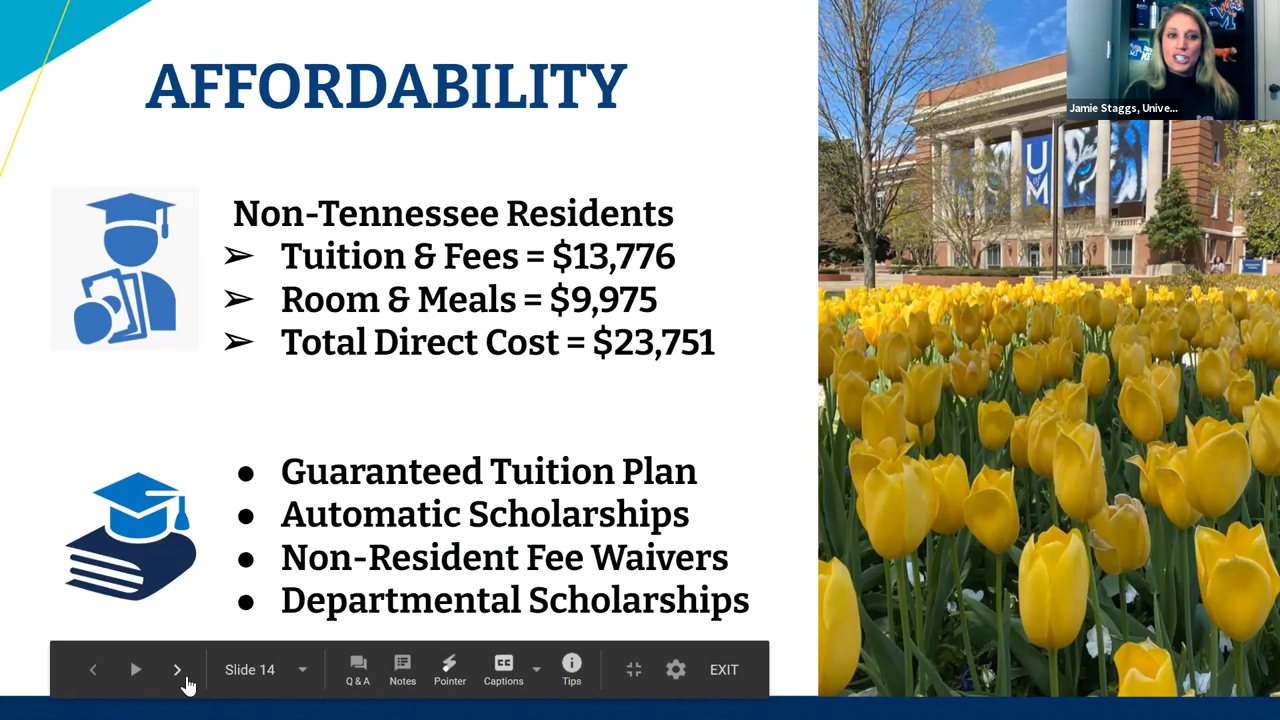 AFFORDABILITY
Non-Tennessee Residents
➢ Tuition & Fees = $13,776
➢ Room & Meals = $9,975
➢ Total Direct Cost = $23,751
● Guaranteed Tuition Plan
● Automatic Scholarships
● Non-Resident Fee Waivers
● Departmental Scholarships
Slide 14
Q & A
Notes
Pointer
CC
Captions
Tips
EXIT
Jamie Staggs, Unive...
U
OF
M